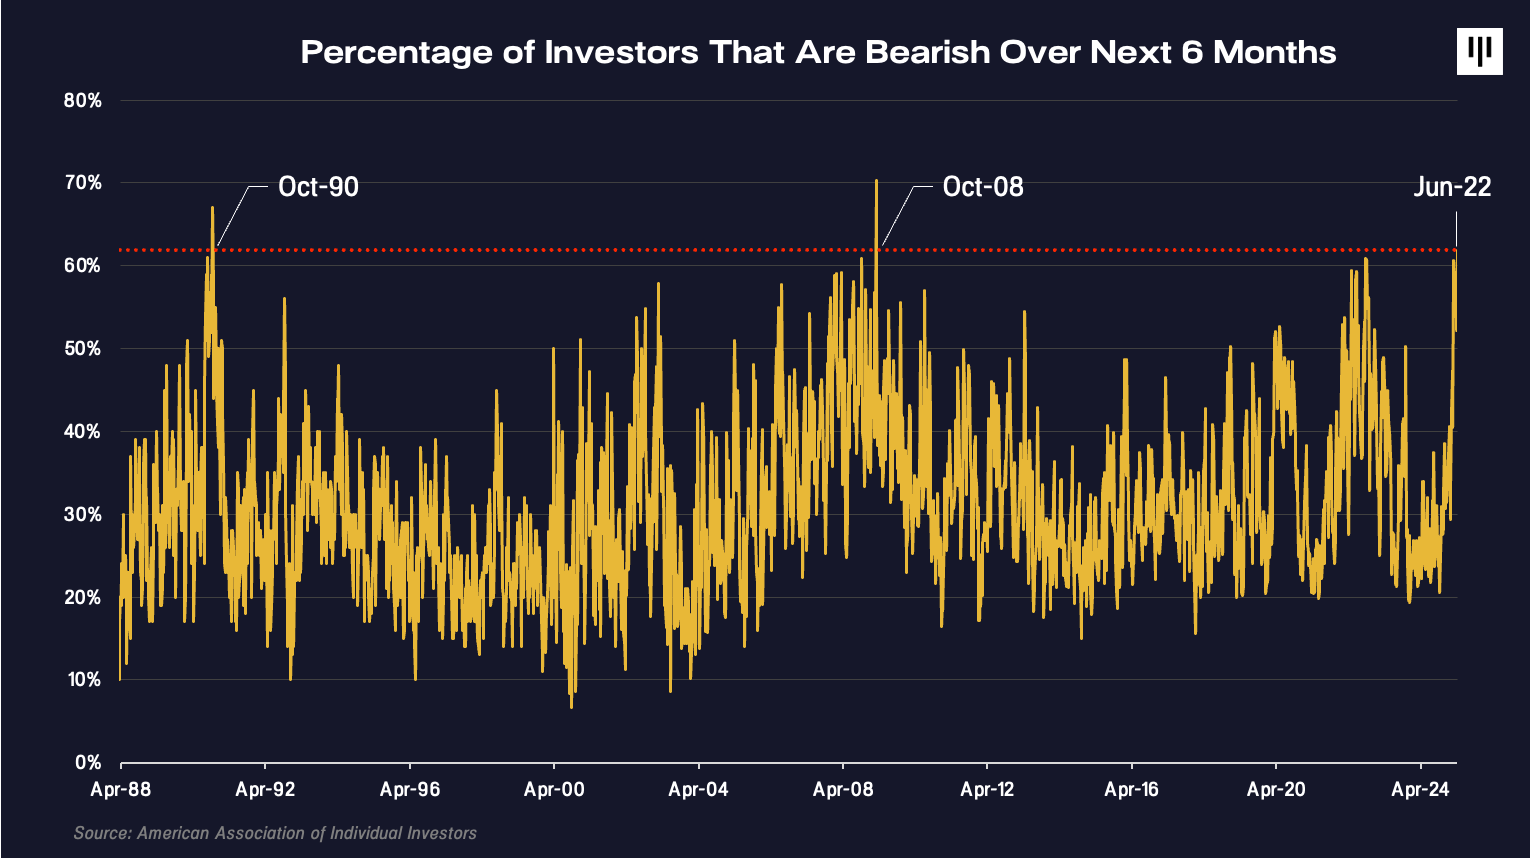 Percentage of Investors That Are Bearish Over Next 6 Months
80%
70%
60%
50%
40%
30%
20%
10%
0%
Oct-90
Oct-08
Jun-22
Apr-88
Apr-92
Apr-96
Apr-00
Apr-04
Apr-08
Apr-12
Apr-16
Apr-20
Apr-24
Source: American Association of Individual Investors